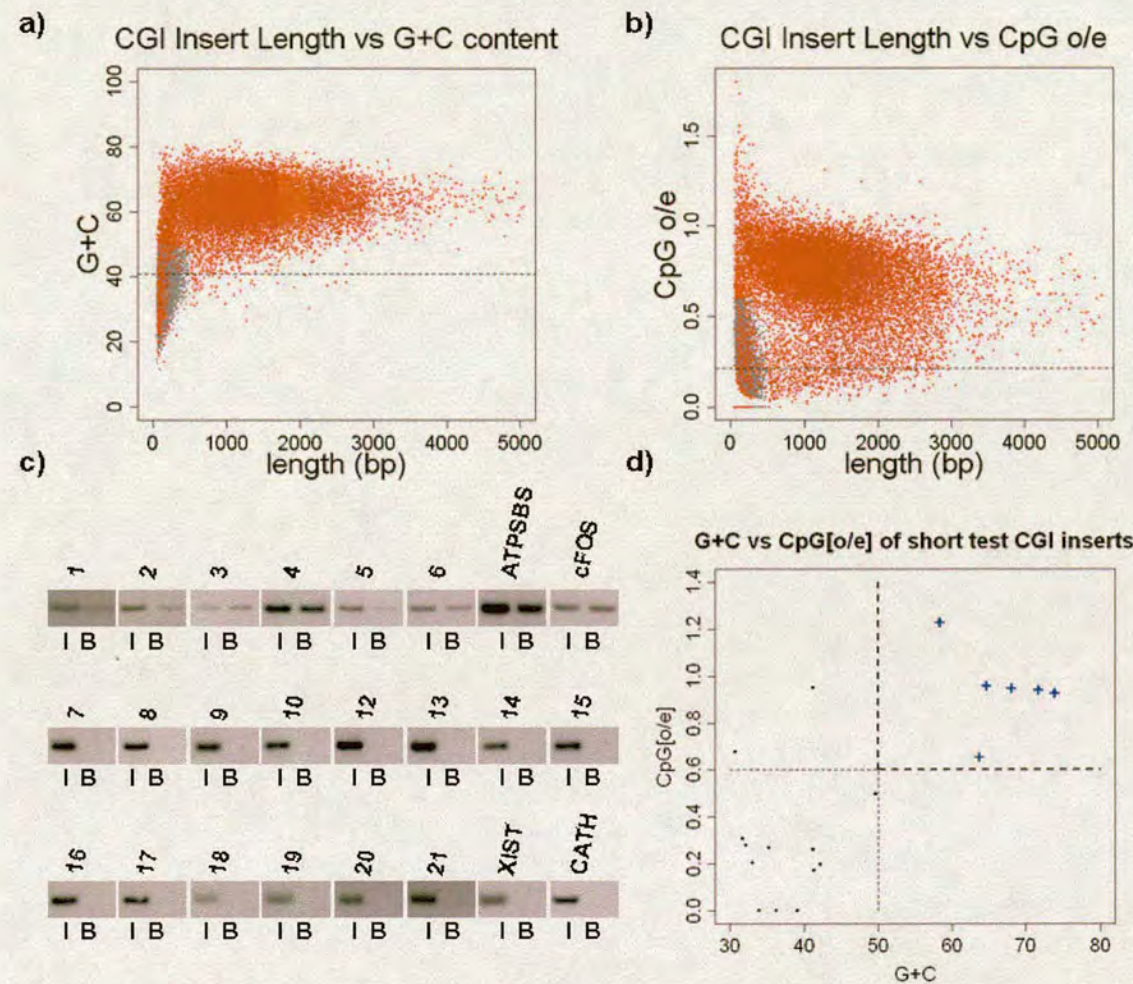 a)
CGI Insert Length vs G+C content
G+C
0 20 40 60 80 100
0 1000 2000 3000 4000 5000
length (bp)
b)
CGI Insert Length vs CpG o/e
CpG o/e
0.0 0.5 1.0 1.5
0 1000 2000 3000 4000 5000
length (bp)
c)
1 2 3 4 5 6 ATPSBS cFOS
I B I B I B I B I B I B I B I B
7 8 9 10 12 13 14 15
I B I B I B I B I B I B I B I B
16 17 18 19 20 21 XIST CATH
I B I B I B I B I B I B I B I B
d)
G+C vs CpG[o/e] of short test CGI inserts
CpG[o/e]
0.0 0.2 0.4 0.6 0.8 1.0 1.2 1.4
30 40 50 60 70 80
G+C